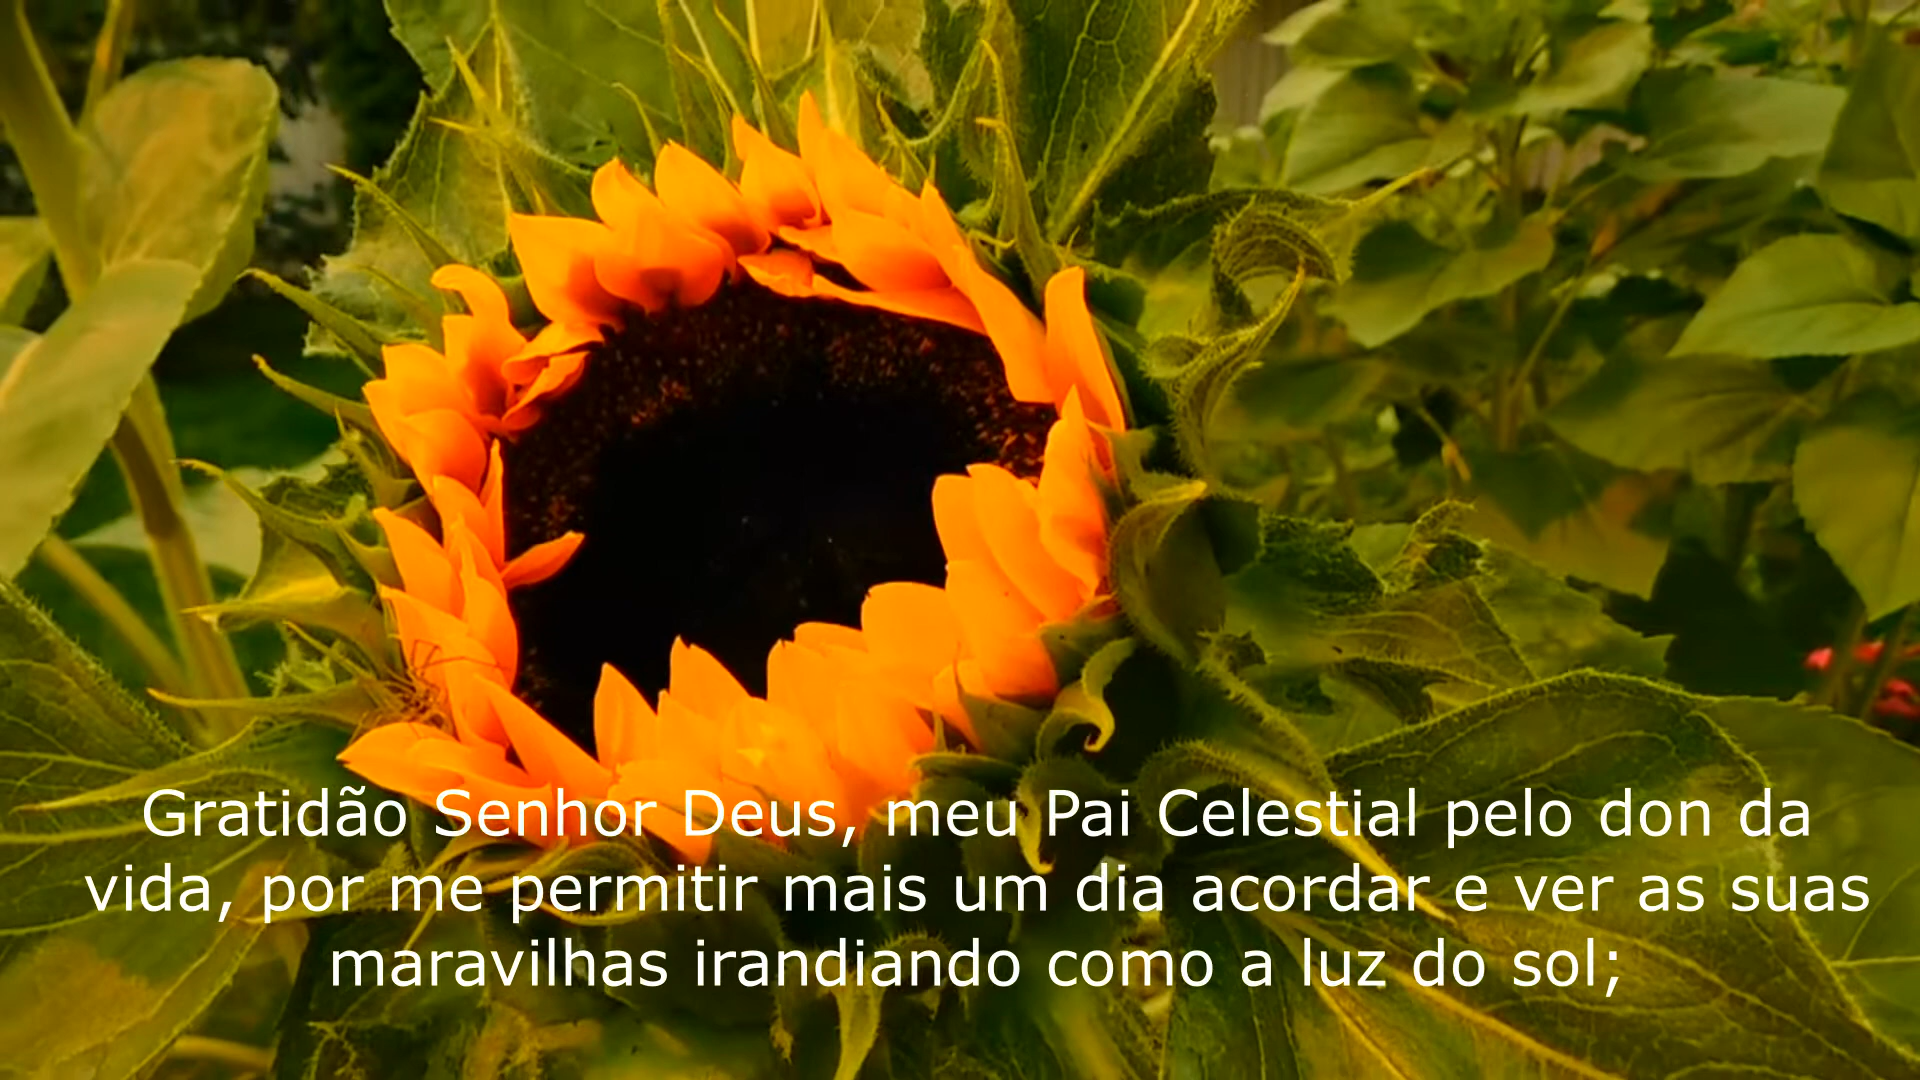 Gratidão Senhor Deus, meu Pai Celestial pelo don da
vida, por me permitir mais um dia acordar e ver as suas
maravilhas irandiando como a luz do sol;